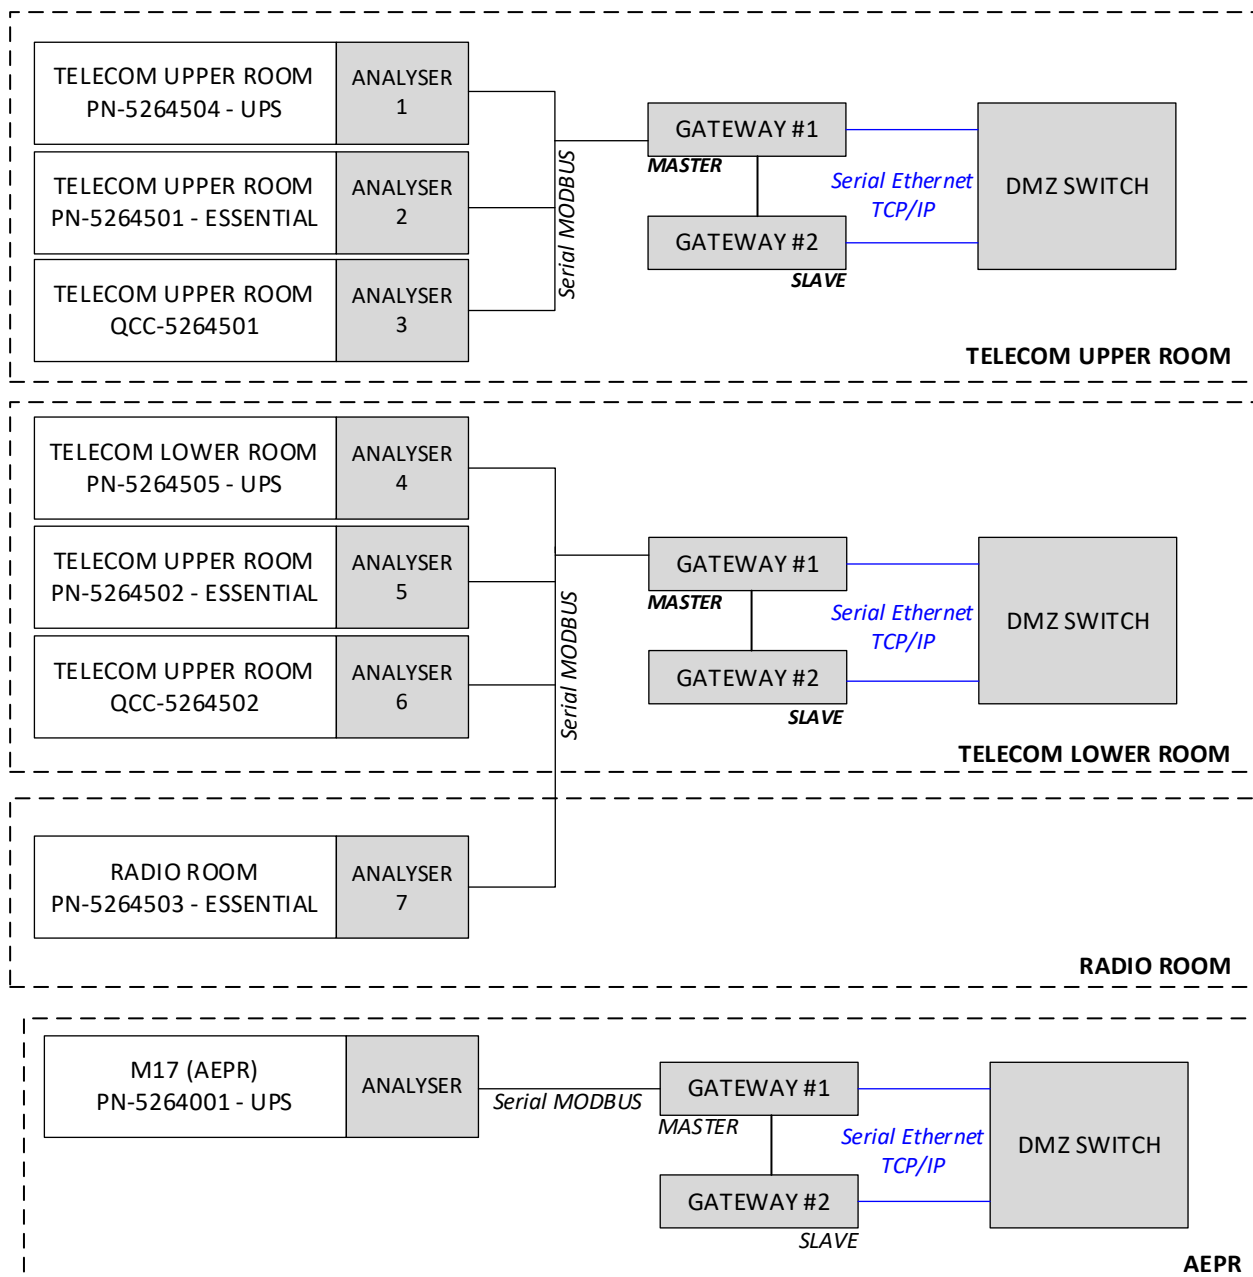 TELECOM UPPER ROOM
PN-5264504 - UPS
ANALYSER
1
TELECOM UPPER ROOM
PN-5264501 - ESSENTIAL
ANALYSER
2
TELECOM UPPER ROOM
QCC-5264501
ANALYSER
3
Serial MODBUS
GATEWAY #1
MASTER
GATEWAY #2
SLAVE
Serial Ethernet
TCP/IP
DMZ SWITCH
TELECOM UPPER ROOM
TELECOM LOWER ROOM
PN-5264505 - UPS
ANALYSER
4
TELECOM UPPER ROOM
PN-5264502 - ESSENTIAL
ANALYSER
5
TELECOM UPPER ROOM
QCC-5264502
ANALYSER
6
Serial MODBUS
GATEWAY #1
MASTER
GATEWAY #2
SLAVE
Serial Ethernet
TCP/IP
DMZ SWITCH
TELECOM LOWER ROOM
RADIO ROOM
PN-5264503 - ESSENTIAL
ANALYSER
7
RADIO ROOM
M17 (AEPR)
PN-5264001 - UPS
ANALYSER
Serial MODBUS
GATEWAY #1
MASTER
GATEWAY #2
SLAVE
Serial Ethernet
TCP/IP
DMZ SWITCH
AEPR